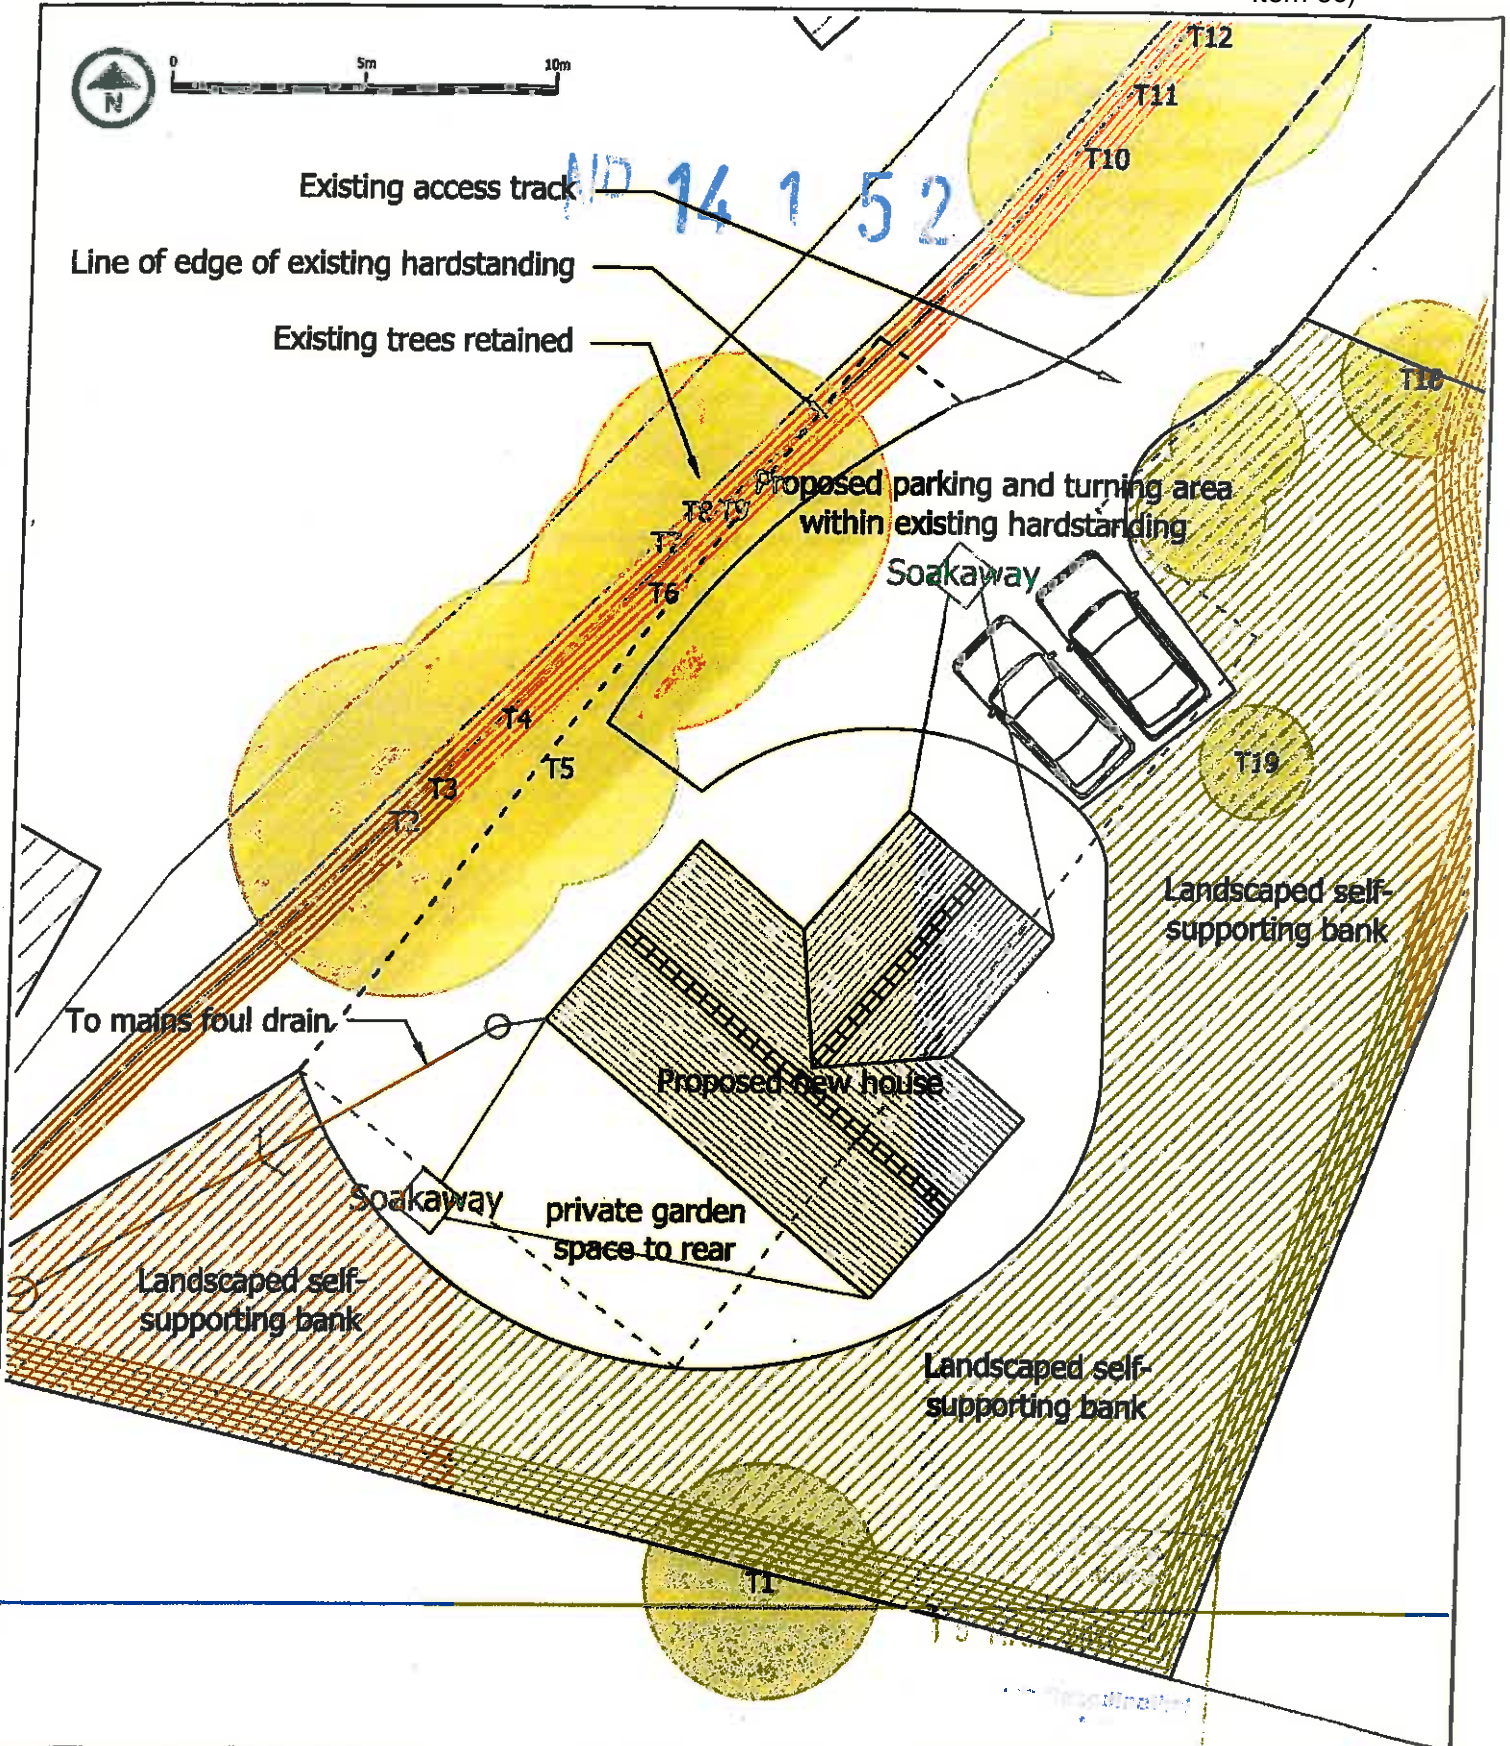 0 5m 10m
N
T12
T11
T10
Existing access track
ND 14 1 52
Line of edge of existing hardstanding
Existing trees retained
T18
Proposed parking and turning area
within existing hardstanding
T8 T9
T7
T6
Soakaway
T4
T5
T3
T2
T19
Landscaped self-
supporting bank
To mains foul drain
Proposed new house
Soakaway
private garden
space to rear
Landscaped self-
supporting bank
Landscaped self-
supporting bank
T1